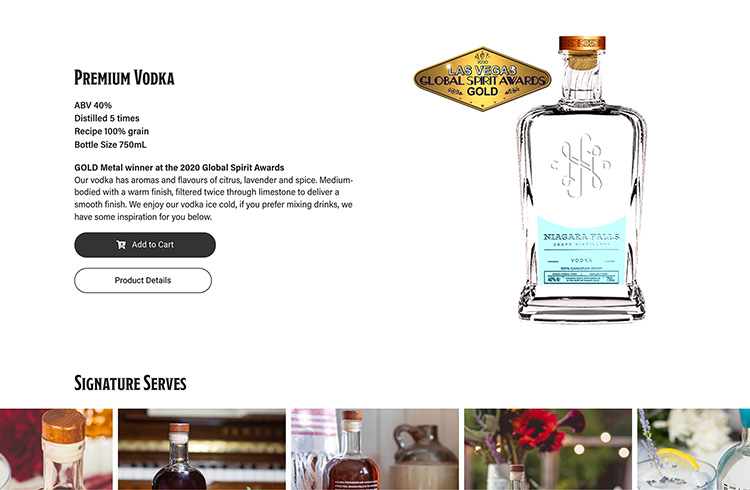 Premium Vodka
ABV 40%
Distilled 5 times
Recipe 100% grain
Bottle Size 750mL
GOLD Metal winner at the 2020 Global Spirit Awards
Our vodka has aromas and flavours of citrus, lavender and spice. Medium-
bodied with a warm finish, filtered twice through limestone to deliver a
smooth finish. We enjoy our vodka ice cold, if you prefer mixing drinks, we
have some inspiration for you below.
Add to Cart
Product Details
2020
LAS VEGAS
GLOBAL SPIRIT AWARDS
GOLD
NIAGARA FALLS
CRAFT DISTILLERS
VODKA
100% CANADIAN GRAIN
Signature Serves